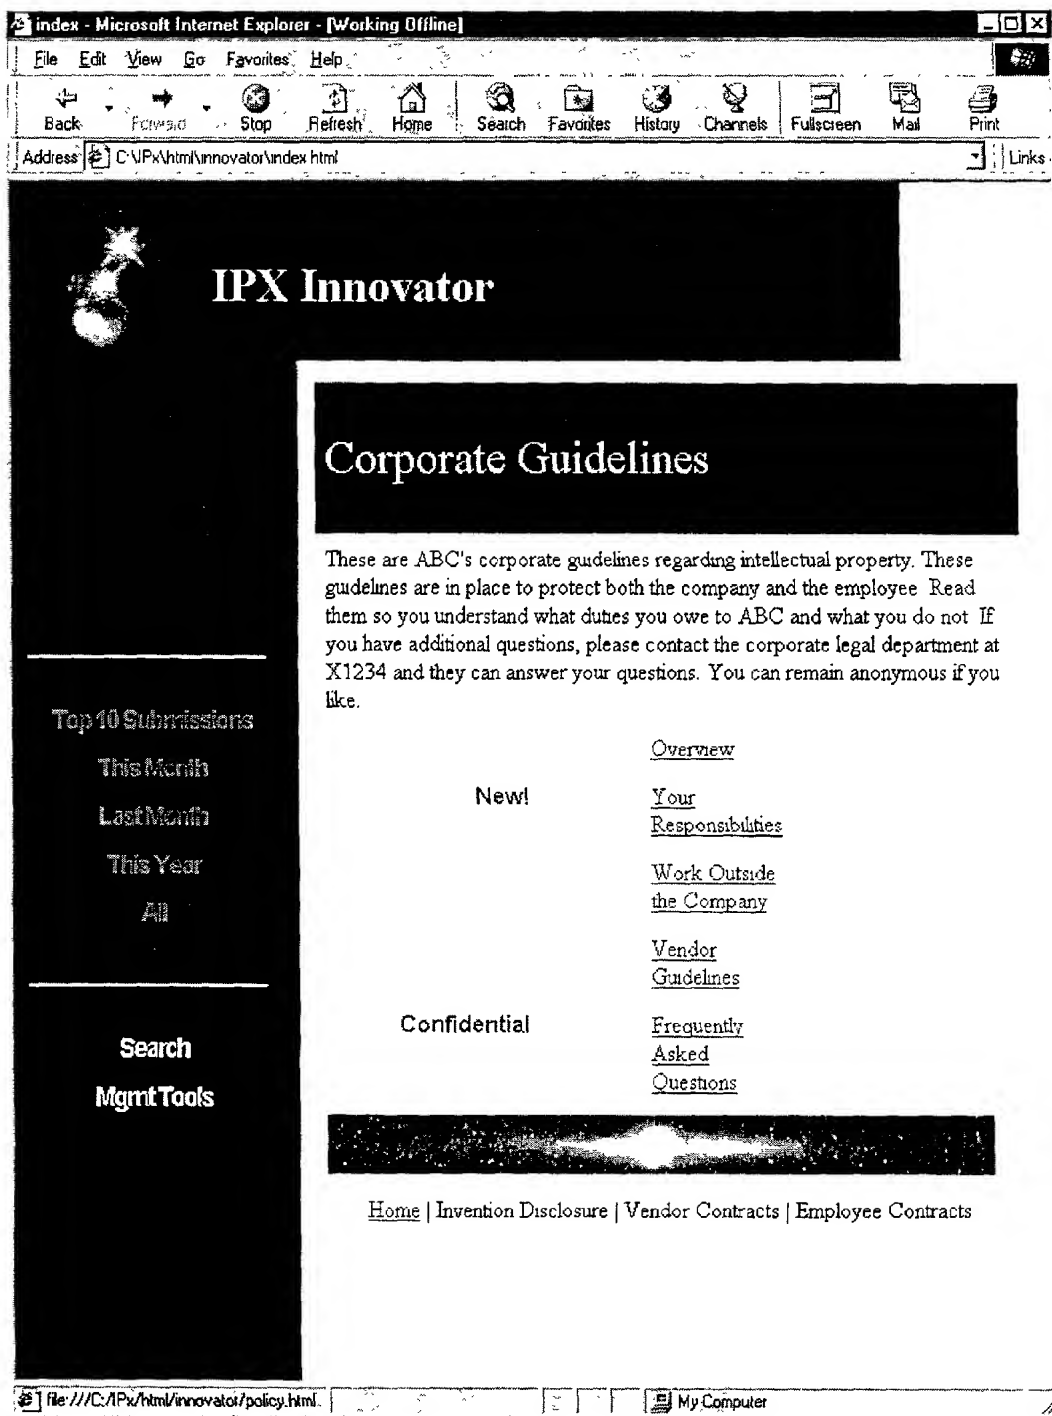 index - Microsoft Internet Explorer - [Working Offline]
File Edit View Go Favorites Help
Back Forward Stop Refresh Home Search Favorites History Channels Fullscreen Mail Print
Address C:\IPx\html\innovator\index html Links
IPX Innovator
Corporate Guidelines
These are ABC's corporate guidelines regarding intellectual property. These
guidelines are in place to protect both the company and the employee Read
them so you understand what duties you owe to ABC and what you do not If
you have additional questions, please contact the corporate legal department at
X1234 and they can answer your questions. You can remain anonymous if you
like.
Top 10 Submissions
This Month
Last Month
This Year
All
Search
Mgmt Tools
Overview
New! Your
Responsibilities
Work Outside
the Company
Vendor
Guidelines
Confidential Frequently
Asked
Questions
Home | Invention Disclosure | Vendor Contracts | Employee Contracts
file:///C:/IPx/html/innovator/policy.html My Computer